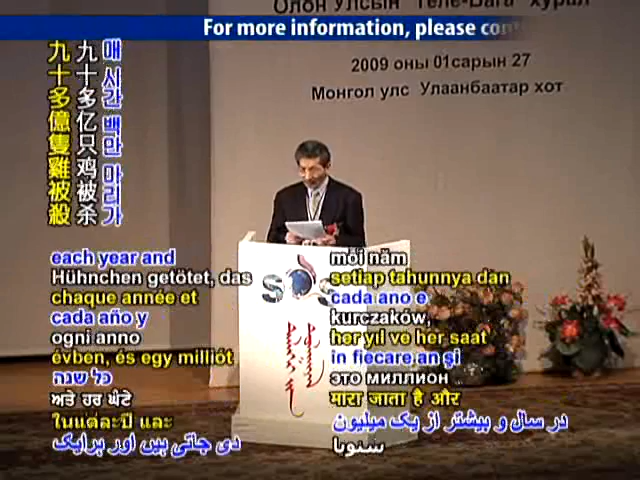 Олон Улсын "Теле-Вага" хурал
For more information, please con
2009 оны 01сарын 27
Монгол улс Улаанбаатар хот
매 시간 백만 마리가
九十多亿只鸡被杀
九十多億隻雞被殺
each year and
Hühnchen getötet, das
chaque année et
cada año y
ogni anno
évben, és egy milliót
כל שנה
ਅਤੇ ਹਰ ਘੰਟੇ
ในแต่ละปี และ
دی جاتی ہیں اور ہرایک
mỗi năm
setiap tahunnya dan
cada ano e
kurczaków,
her yıl ve her saat
in fiecare an şi
это миллион
मारा जाता है और
در سال و بیشتر از یک میلیون
سنويا
SOS